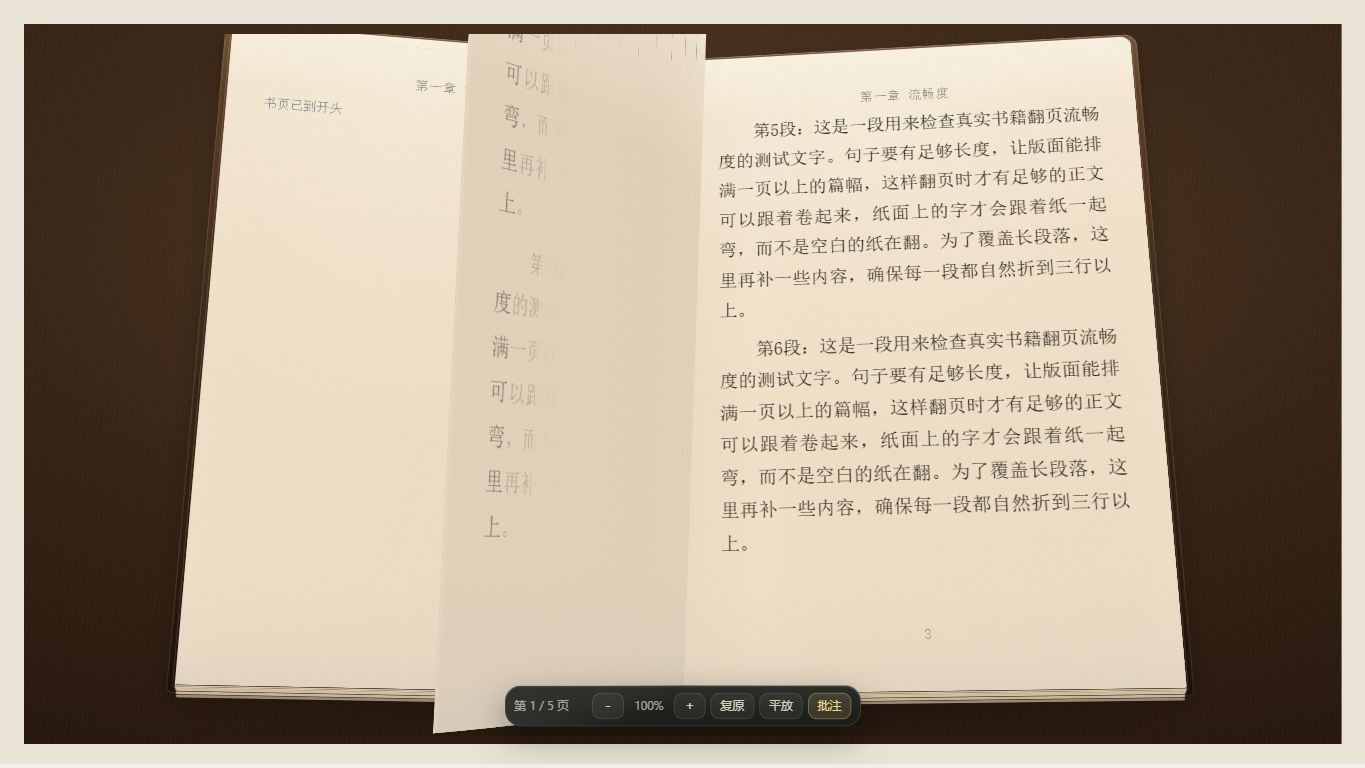 第一章
书页已到开头
满一页
可以跟
弯，而
里再补
上。
第
度的测试
满一页
可以跟
弯，而
里再补一
上。
第一章 流畅度
第5段：这是一段用来检查真实书籍翻页流畅
度的测试文字。句子要有足够长度，让版面能排
满一页以上的篇幅，这样翻页时才有足够的正文
可以跟着卷起来，纸面上的字才会跟着纸一起
弯，而不是空白的纸在翻。为了覆盖长段落，这
里再补一些内容，确保每一段都自然折到三行以
上。
第6段：这是一段用来检查真实书籍翻页流畅
度的测试文字。句子要有足够长度，让版面能排
满一页以上的篇幅，这样翻页时才有足够的正文
可以跟着卷起来，纸面上的字才会跟着纸一起
弯，而不是空白的纸在翻。为了覆盖长段落，这
里再补一些内容，确保每一段都自然折到三行以
上。
3
第 1 / 5 页 - 100% + 复原 平放 批注